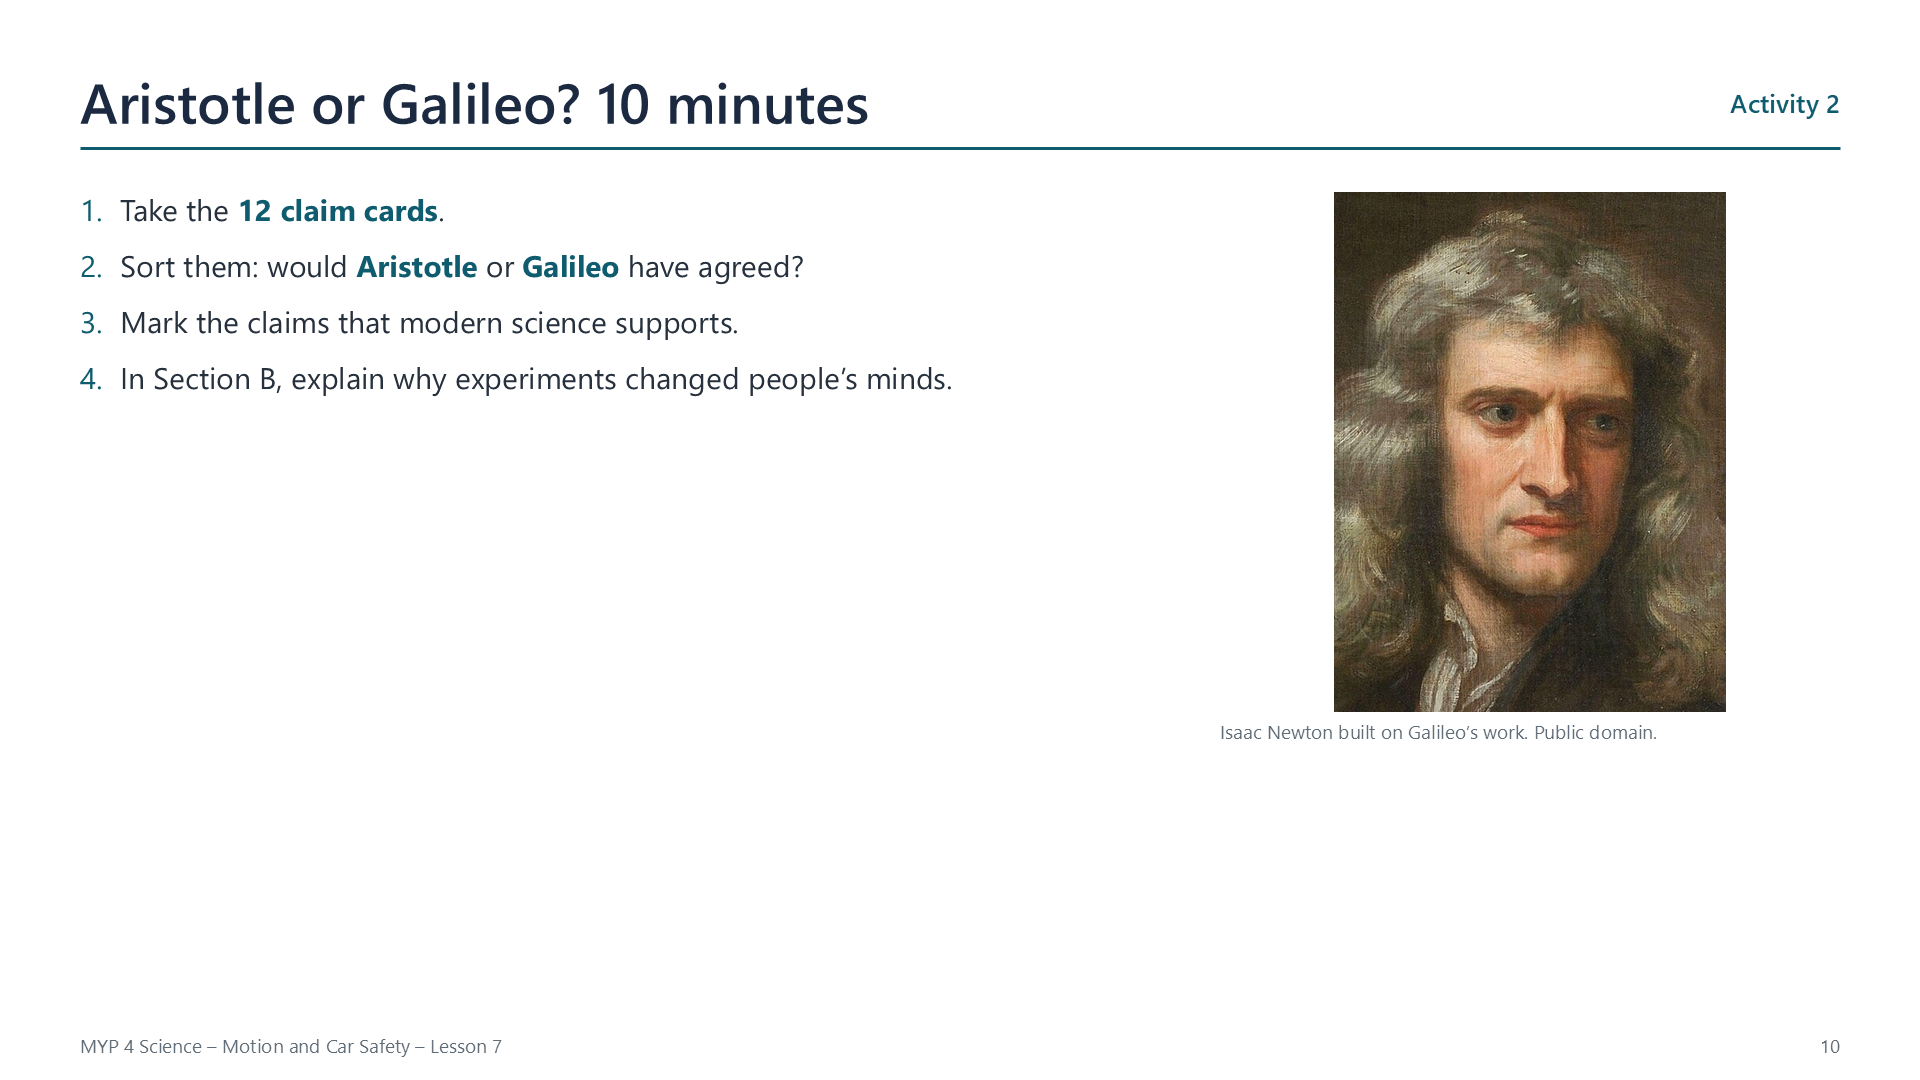 Aristotle or Galileo? 10 minutes
Activity 2
1. Take the 12 claim cards.
2. Sort them: would Aristotle or Galileo have agreed?
3. Mark the claims that modern science supports.
4. In Section B, explain why experiments changed people’s minds.
Isaac Newton built on Galileo’s work. Public domain.
MYP 4 Science – Motion and Car Safety – Lesson 7
10